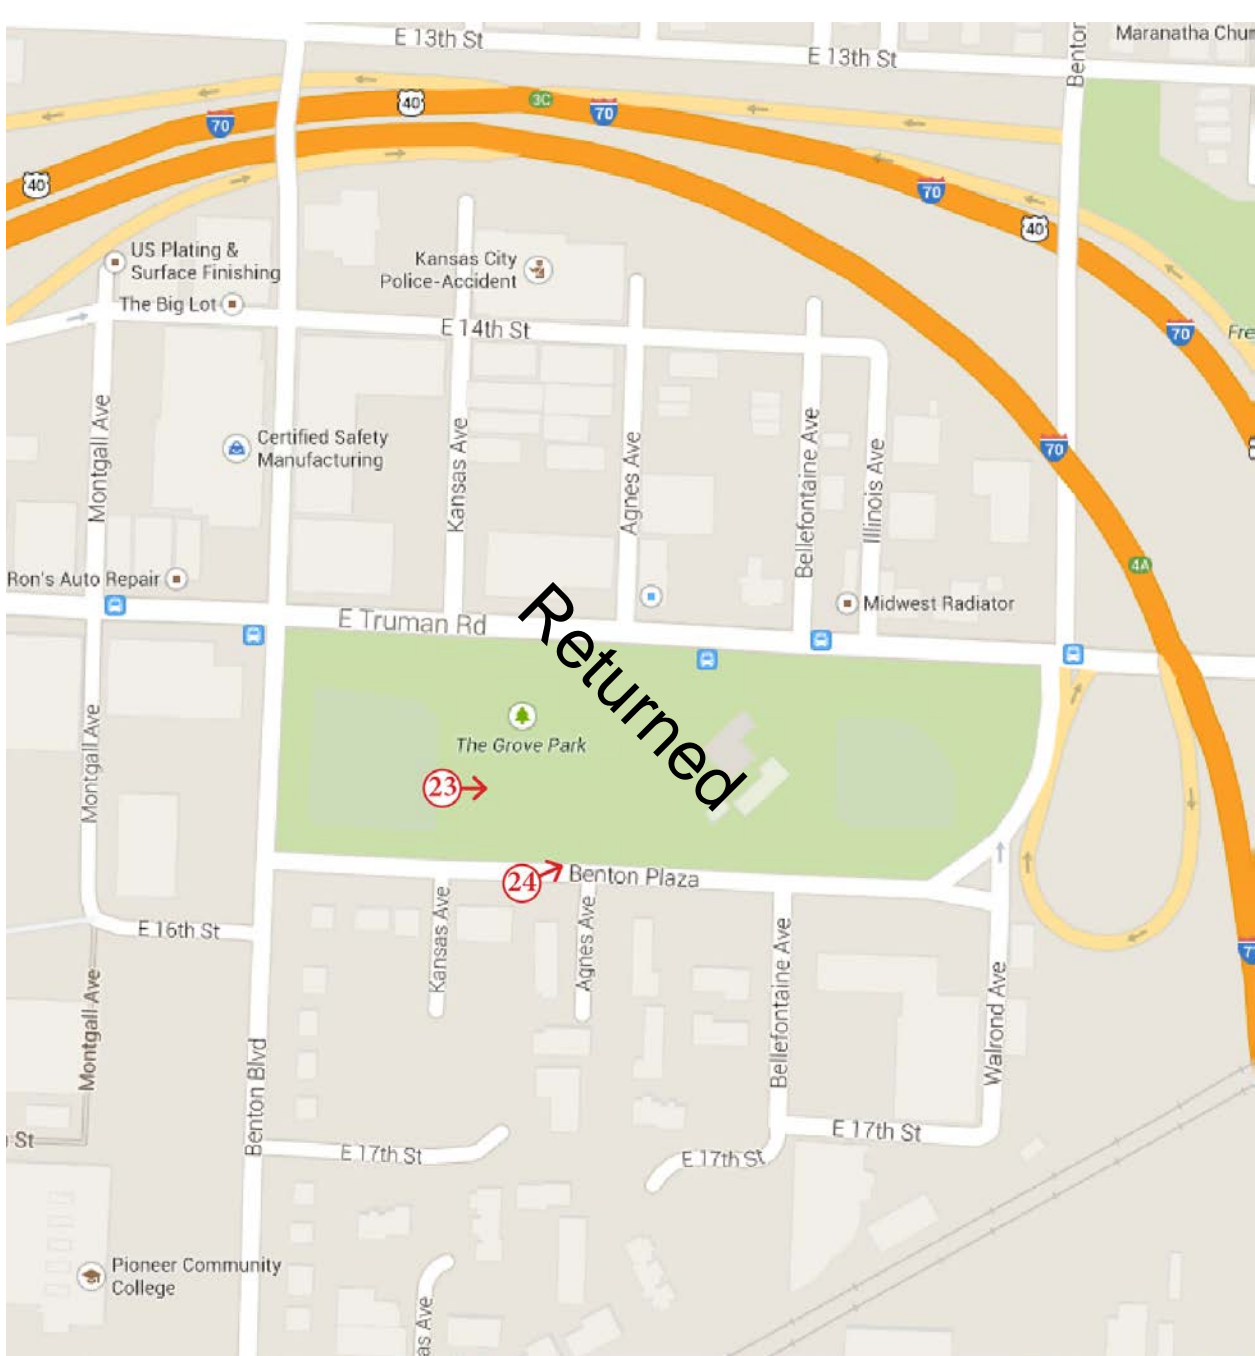 E 13th St
E 13th St
Benton
Maranatha Chur
40
3C
70
70
40
70
40
US Plating &
Surface Finishing
The Big Lot
Kansas City
Police-Accident
E 14th St
70
Fre
Montgall Ave
Certified Safety
Manufacturing
Kansas Ave
Agnes Ave
Bellefontaine Ave
Illinois Ave
70
4A
Ron's Auto Repair
E Truman Rd
Midwest Radiator
Returned
The Grove Park
Montgall Ave
23
24
Benton Plaza
E 16th St
Kansas Ave
Agnes Ave
Bellefontaine Ave
Walrond Ave
Montgall Ave
Benton Blvd
St
E 17th St
E 17th St
E 17th St
Pioneer Community
College
as Ave